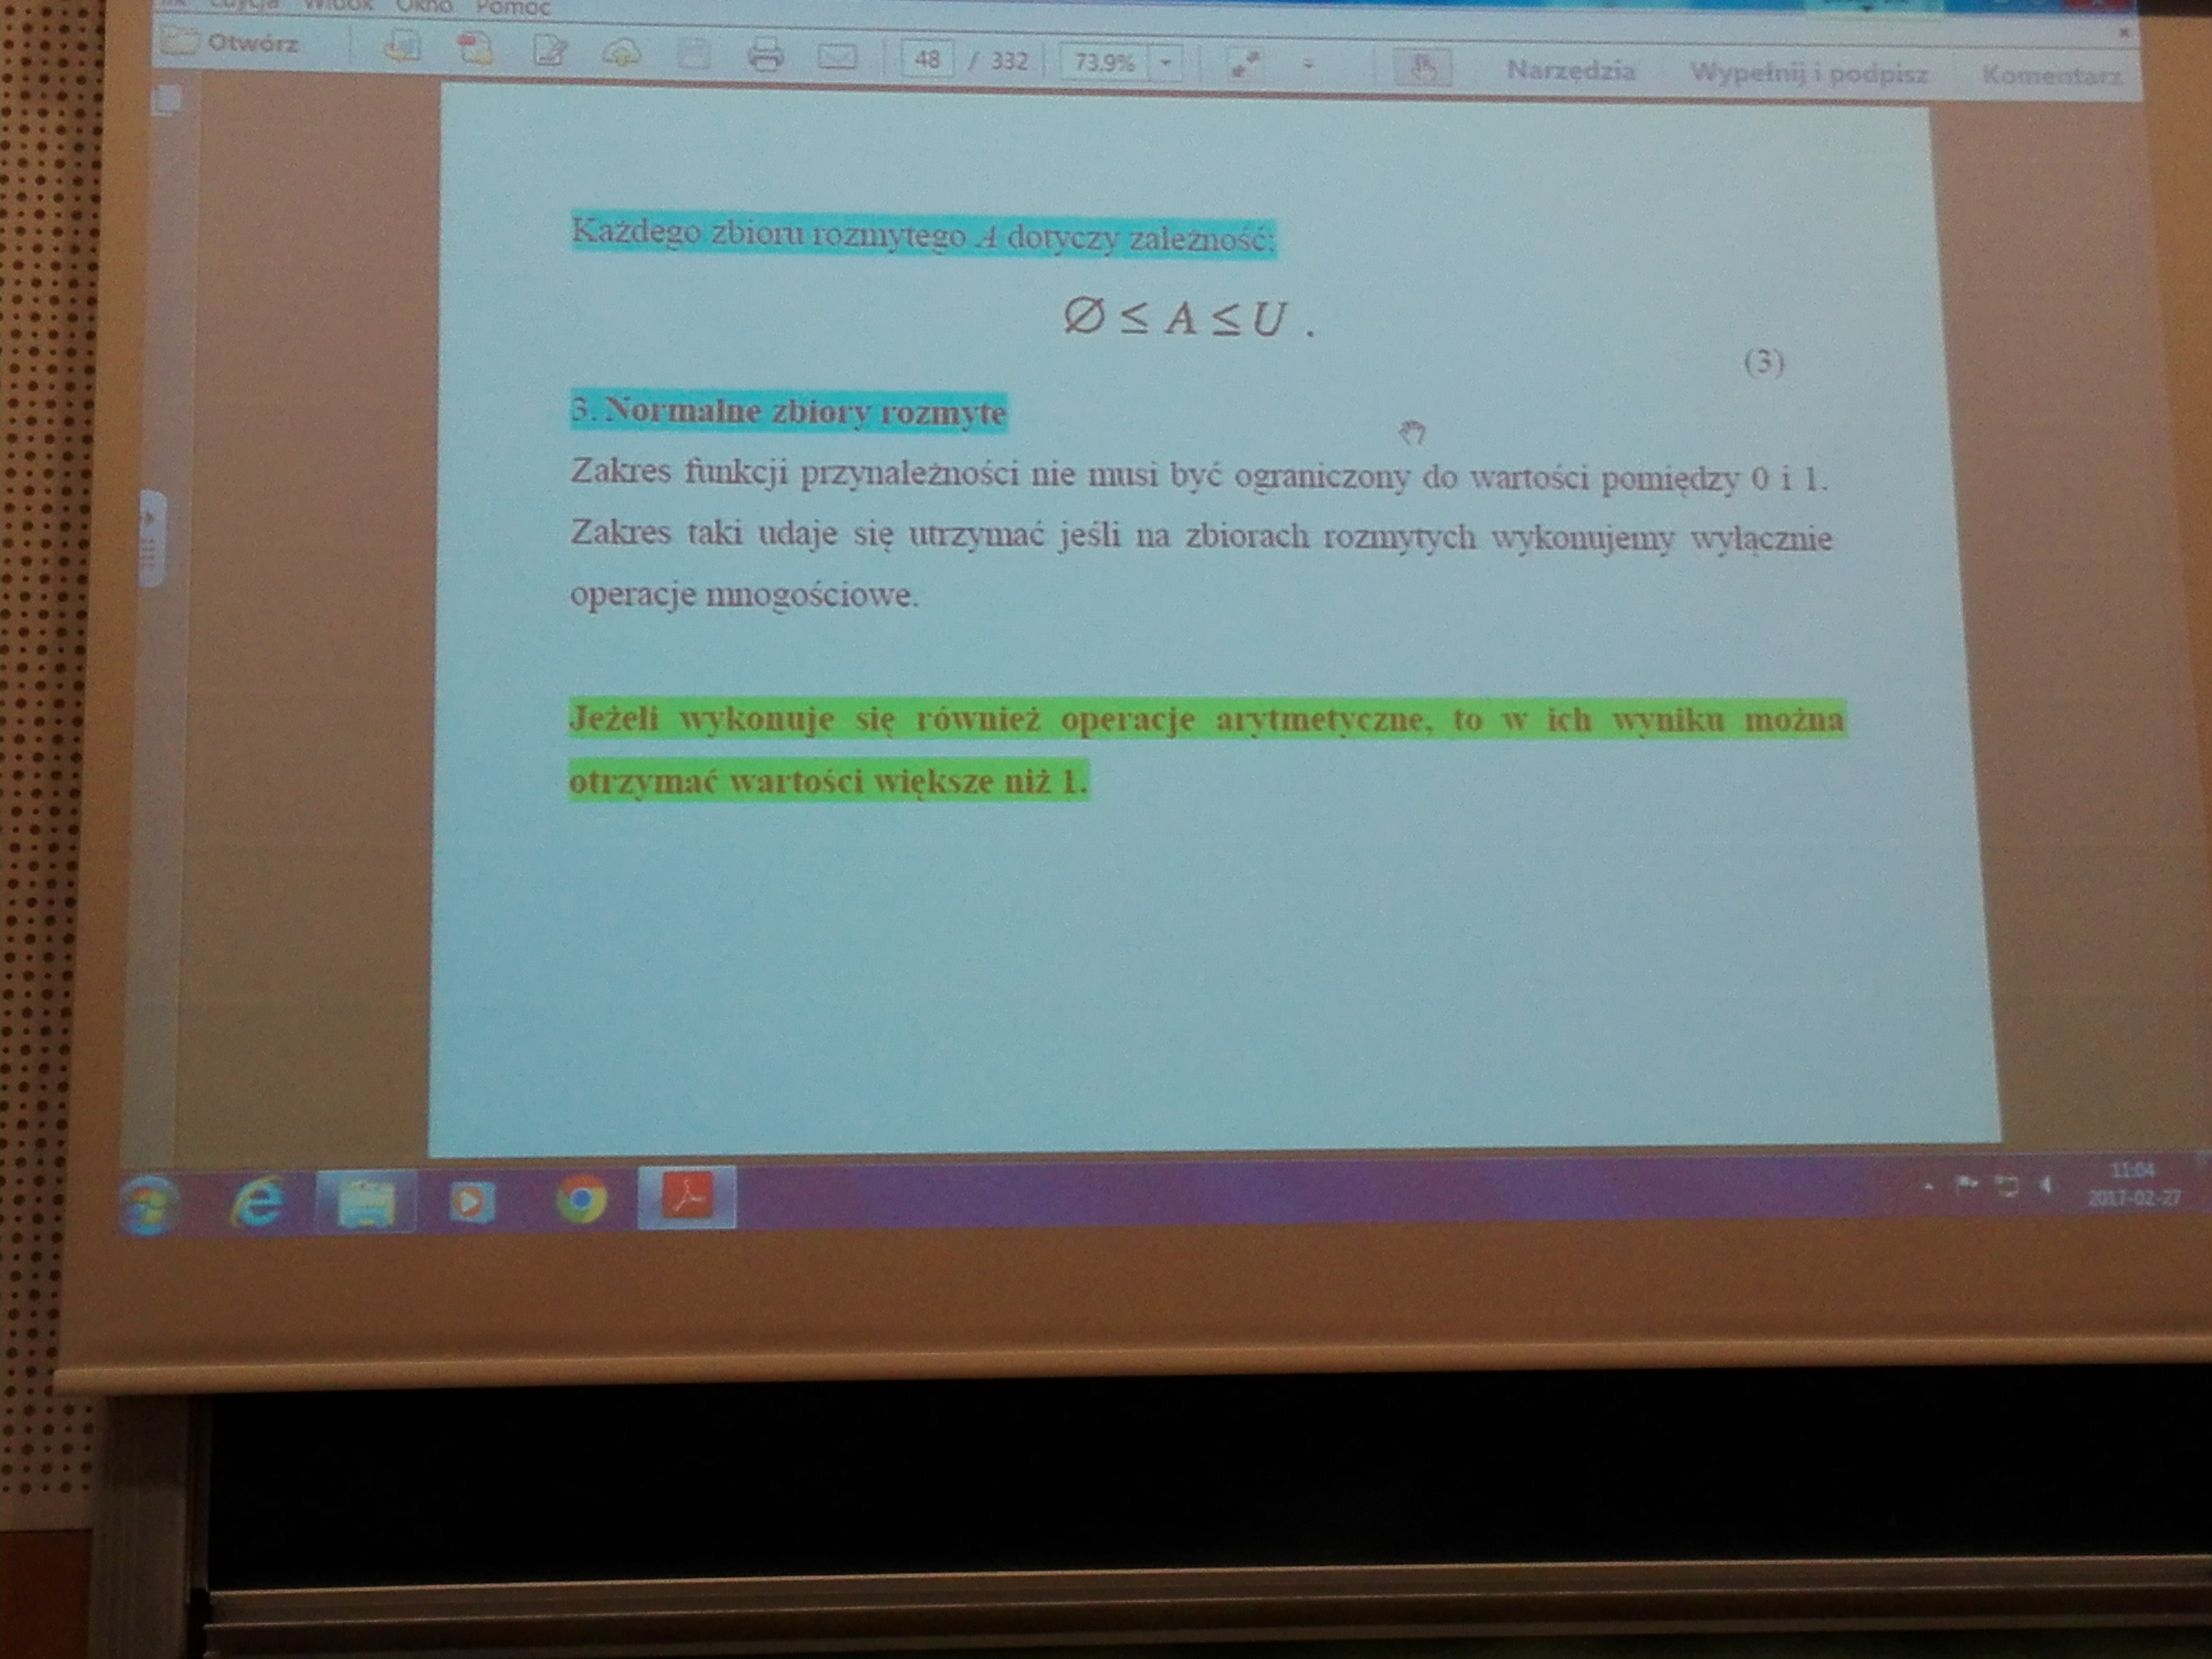 Edycja Widok Okno Pomoc
Otwórz 48 / 332 73,9% Narzędzia Wypełnij i podpisz Komentarz
Każdego zbioru rozmytego A dotyczy zależność:
Ø ≤ A ≤ U .
(3)
3. Normalne zbiory rozmyte
Zakres funkcji przynależności nie musi być ograniczony do wartości pomiędzy 0 i 1.
Zakres taki udaje się utrzymać jeśli na zbiorach rozmytych wykonujemy wyłącznie
operacje mnogościowe.
Jeżeli wykonuje się również operacje arytmetyczne, to w ich wyniku można
otrzymać wartości większe niż 1.
11:04
2017-02-27